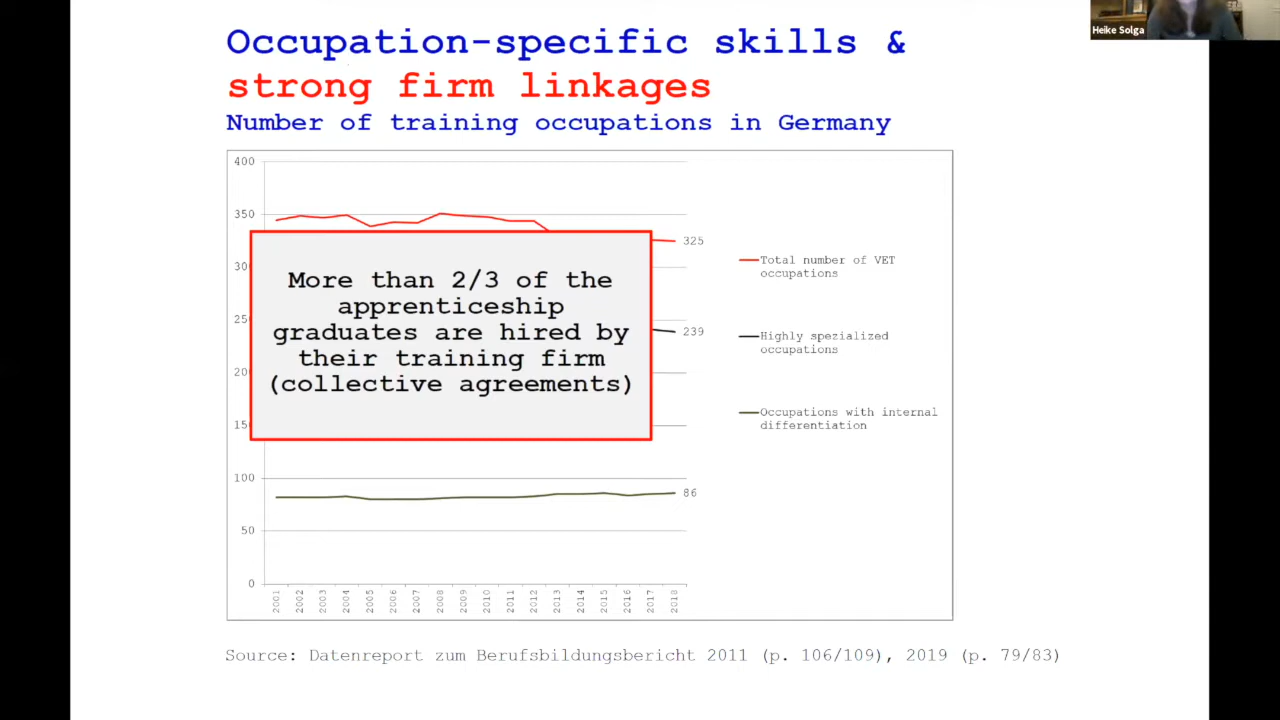 Occupation-specific skills &
strong firm linkages
Number of training occupations in Germany
Heike Solga
400
350
30
25
20
15
100
50
0
More than 2/3 of the
apprenticeship
graduates are hired by
their training firm
(collective agreements)
325
239
86
Total number of VET
occupations
Highly spezialized
occupations
Occupations with internal
differentiation
2001 2002 2003 2004 2005 2006 2007 2008 2009 2010 2011 2012 2013 2014 2015 2016 2017 2018
Source: Datenreport zum Berufsbildungsbericht 2011 (p. 106/109), 2019 (p. 79/83)